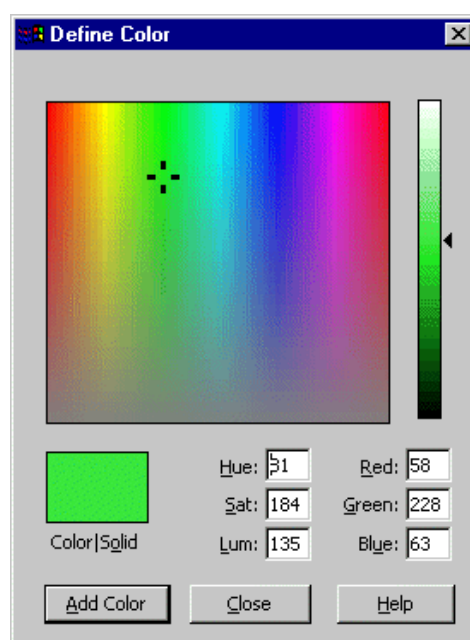 Define Color
Hue: 81 Red: 58
Sat: 184 Green: 228
Lum: 135 Blue: 63
Color|Solid
Add Color Close Help